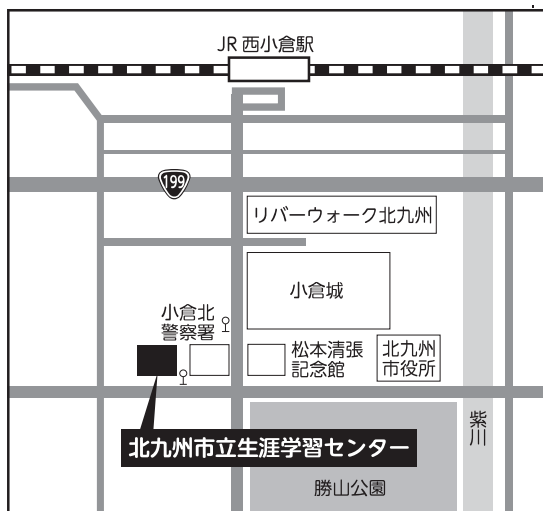 JR 西小倉駅
199
リバーウォーク北九州
小倉城
小倉北
警察署
松本清張
記念館
北九州
市役所
紫川
北九州市立生涯学習センター
勝山公園